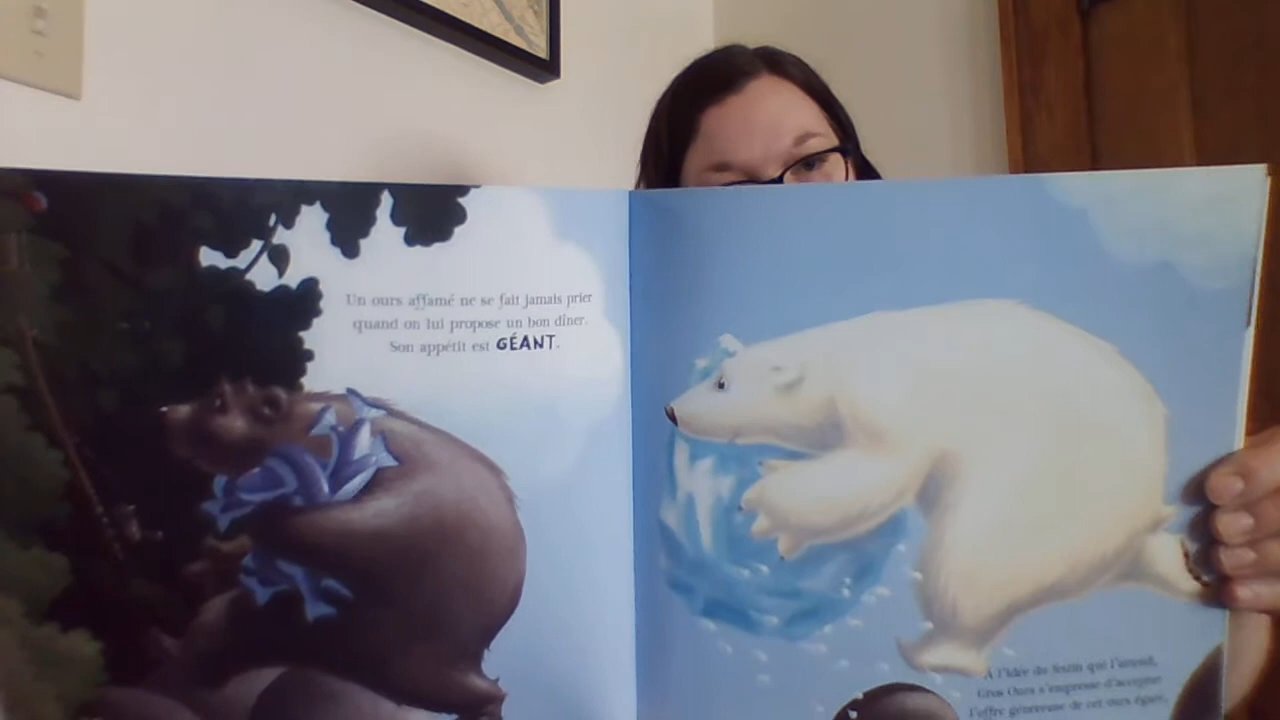 Un ours affamé ne se fait jamais prier
quand on lui propose un bon dîner.
Son appétit est GÉANT.
À l'idée du festin qui l'attend,
Gros Ours s'empresse d'accepter
l'offre généreuse de cet ours égaré,